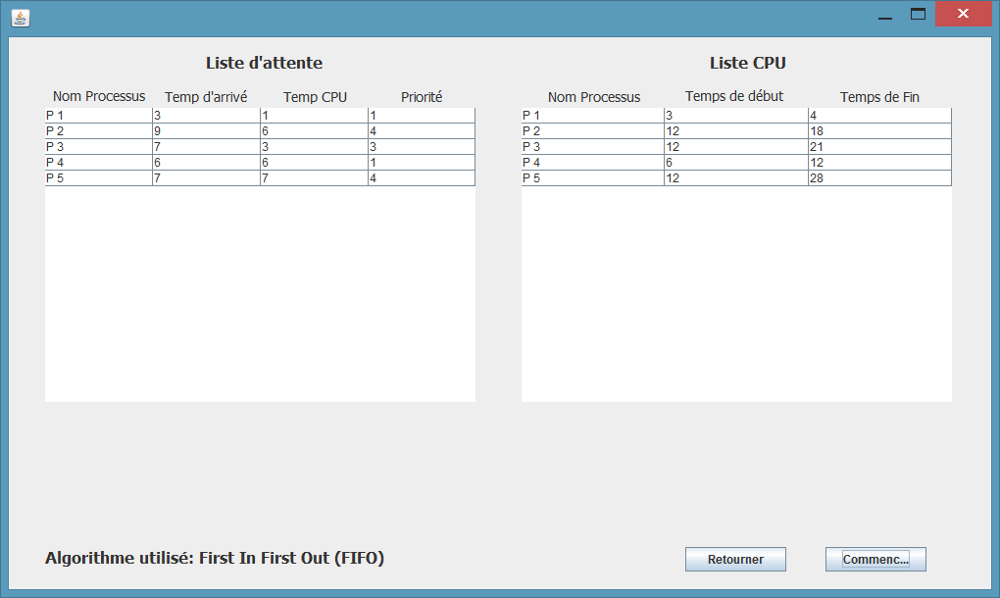 Liste d'attente Liste CPU
Nom Processus Temp d'arrivé Temp CPU Priorité Nom Processus Temps de début Temps de Fin
P 1 3 1 1 P 1 3 4
P 2 9 6 4 P 2 12 18
P 3 7 3 3 P 3 12 21
P 4 6 6 1 P 4 6 12
P 5 7 7 4 P 5 12 28
Algorithme utilisé: First In First Out (FIFO) Retourner Commenc...